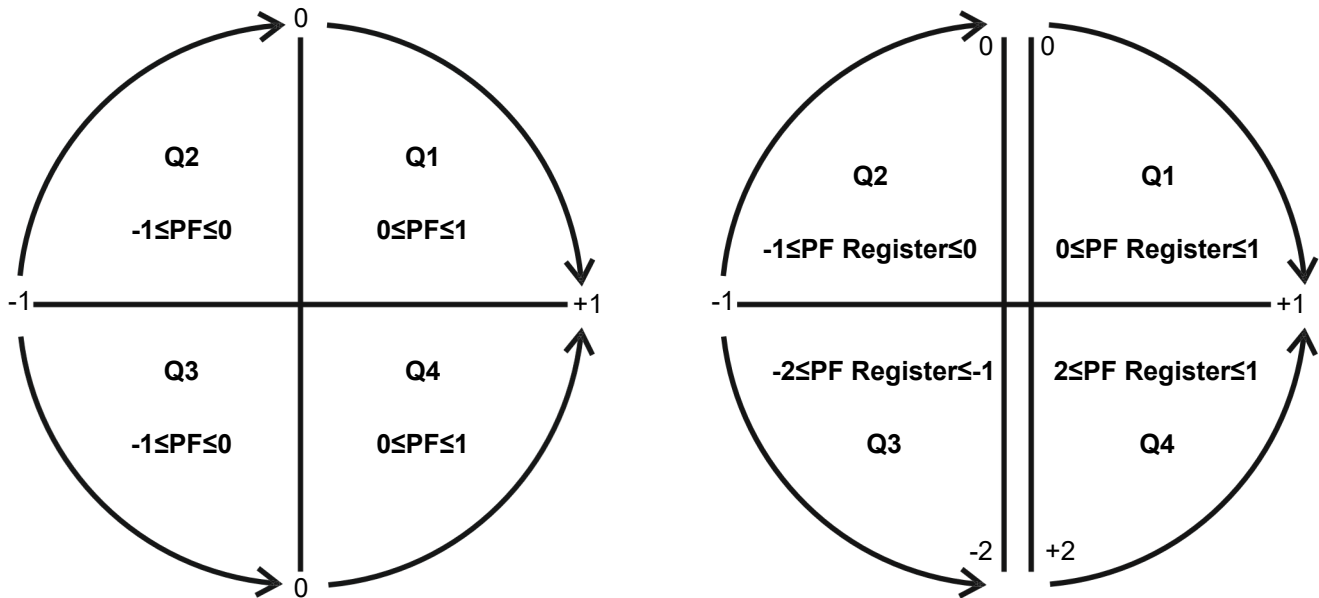 0
Q2
Q1
-1≤PF≤0
0≤PF≤1
-1
+1
Q3
Q4
-1≤PF≤0
0≤PF≤1
0
0
0
Q2
Q1
-1≤PF Register≤0
0≤PF Register≤1
-1
+1
-2≤PF Register≤-1
2≤PF Register≤1
Q3
Q4
-2
+2